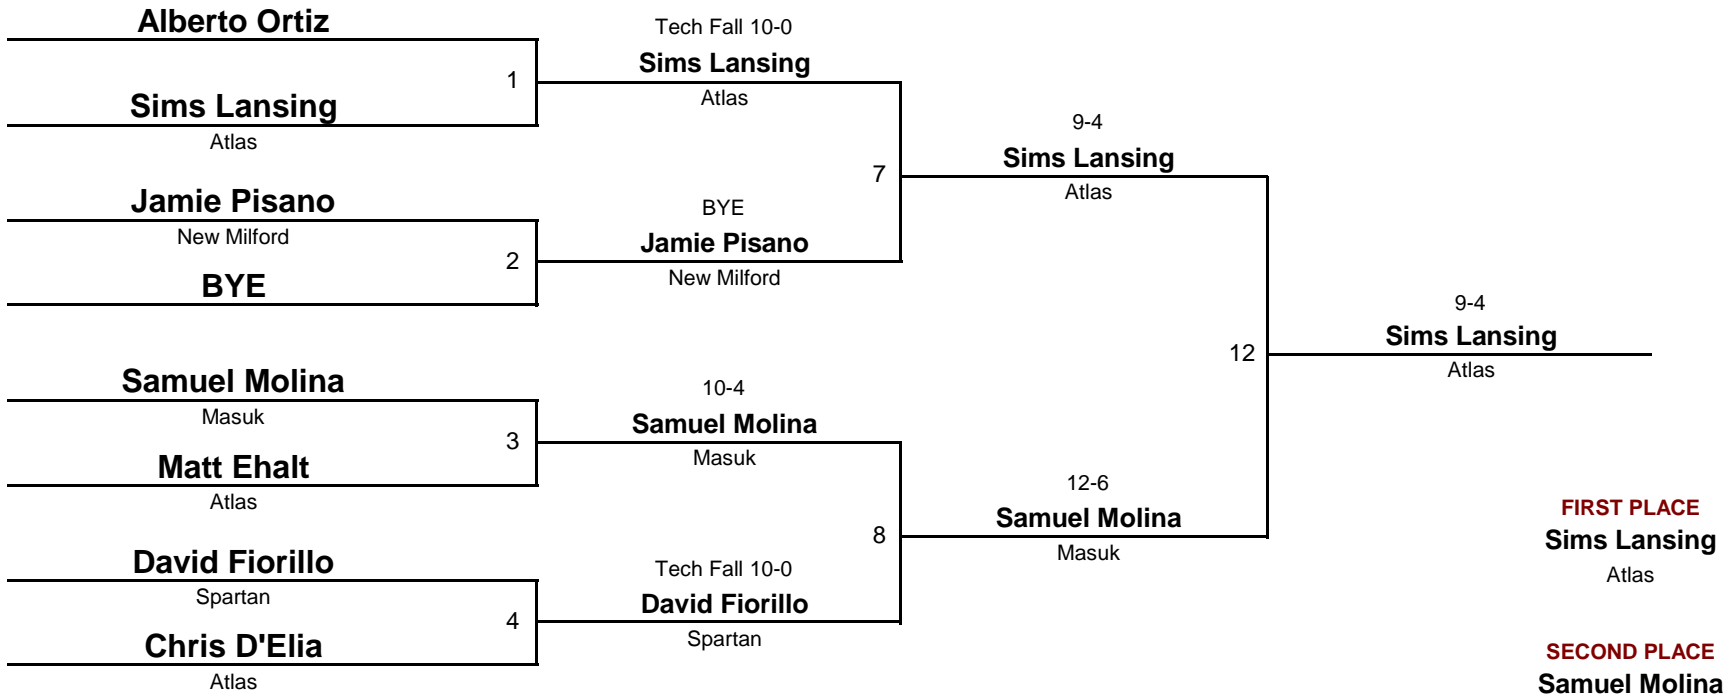 Alberto Ortiz
1
Sims Lansing
Atlas
Jamie Pisano
New Milford
2
BYE
Samuel Molina
Masuk
3
Matt Ehalt
Atlas
David Fiorillo
Spartan
4
Chris D'Elia
Atlas
Tech Fall 10-0
Sims Lansing
Atlas
7
BYE
Jamie Pisano
New Milford
10-4
Samuel Molina
Masuk
8
Tech Fall 10-0
David Fiorillo
Spartan
9-4
Sims Lansing
Atlas
12
12-6
Samuel Molina
Masuk
9-4
Sims Lansing
Atlas
FIRST PLACE
Sims Lansing
Atlas
SECOND PLACE
Samuel Molina